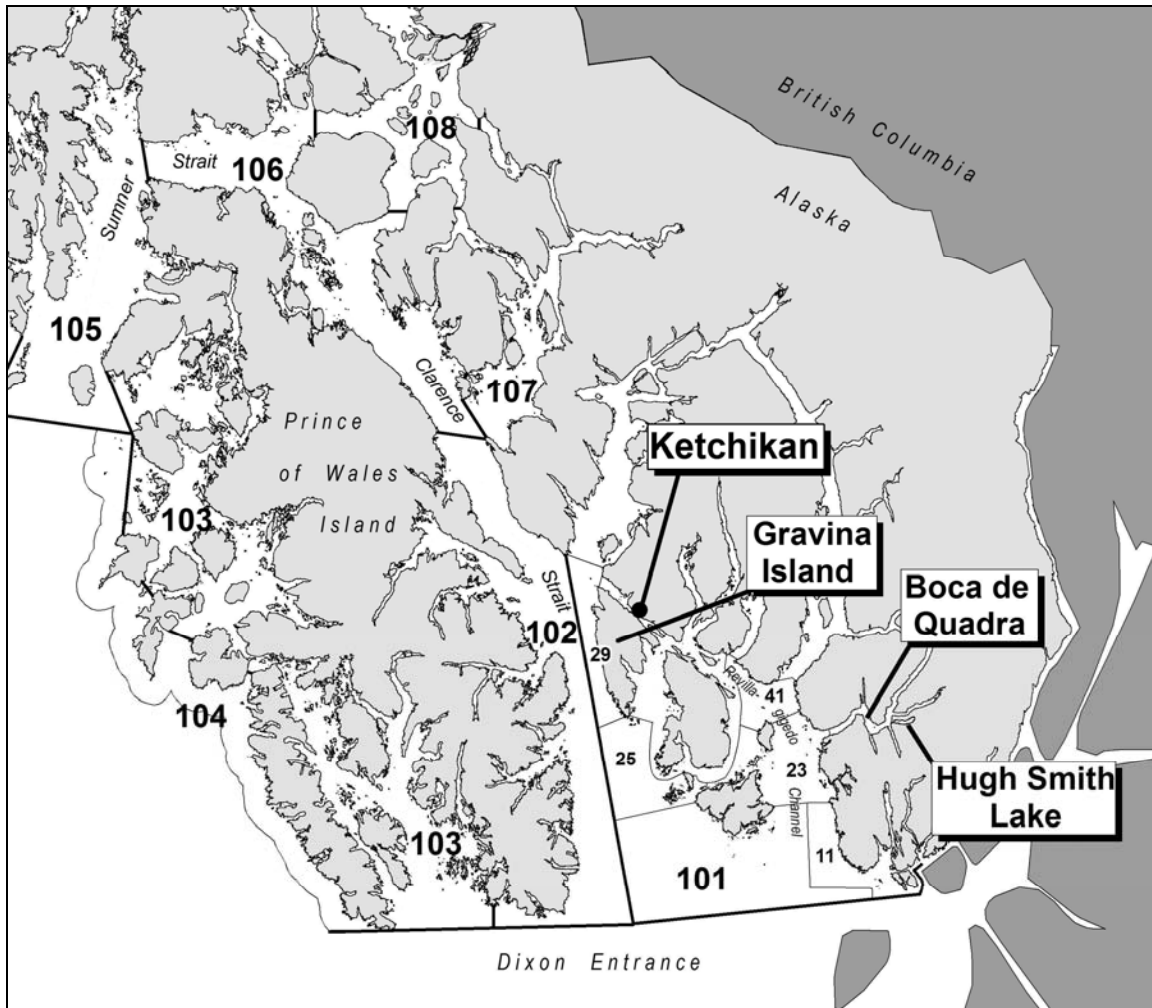 British Columbia
Alaska
108
Strait
106
Sumner
105
Clarence
107
Prince
of Wales
Island
Ketchikan
103
Gravina
Island
Strait
Boca de
Quadra
102
29
Revilla-
gigedo
41
104
25
23
Hugh Smith
Lake
Channel
103
11
101
Dixon Entrance